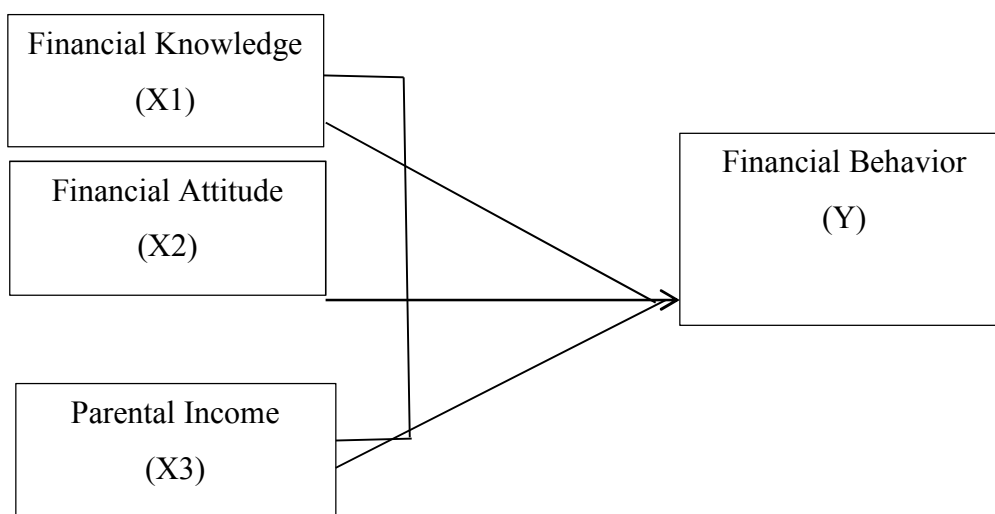 Financial Knowledge
(X1)
Financial Attitude
(X2)
Parental Income
(X3)
Financial Behavior
(Y)